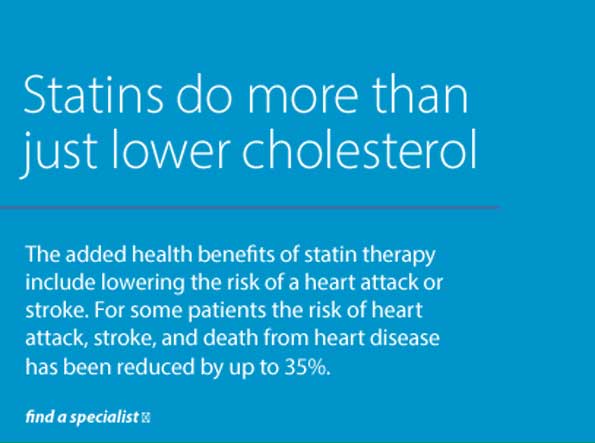 Statins do more than
just lower cholesterol
The added health benefits of statin therapy
include lowering the risk of a heart attack or
stroke. For some patients the risk of heart
attack, stroke, and death from heart disease
has been reduced by up to 35%.
find a specialist